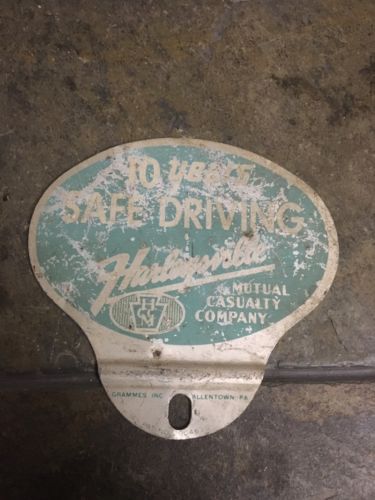 10 YEARS
SAFE DRIVING
Harleysville
MUTUAL
CASUALTY
COMPANY
H
M
GRAMMES INC. ALLENTOWN PA.